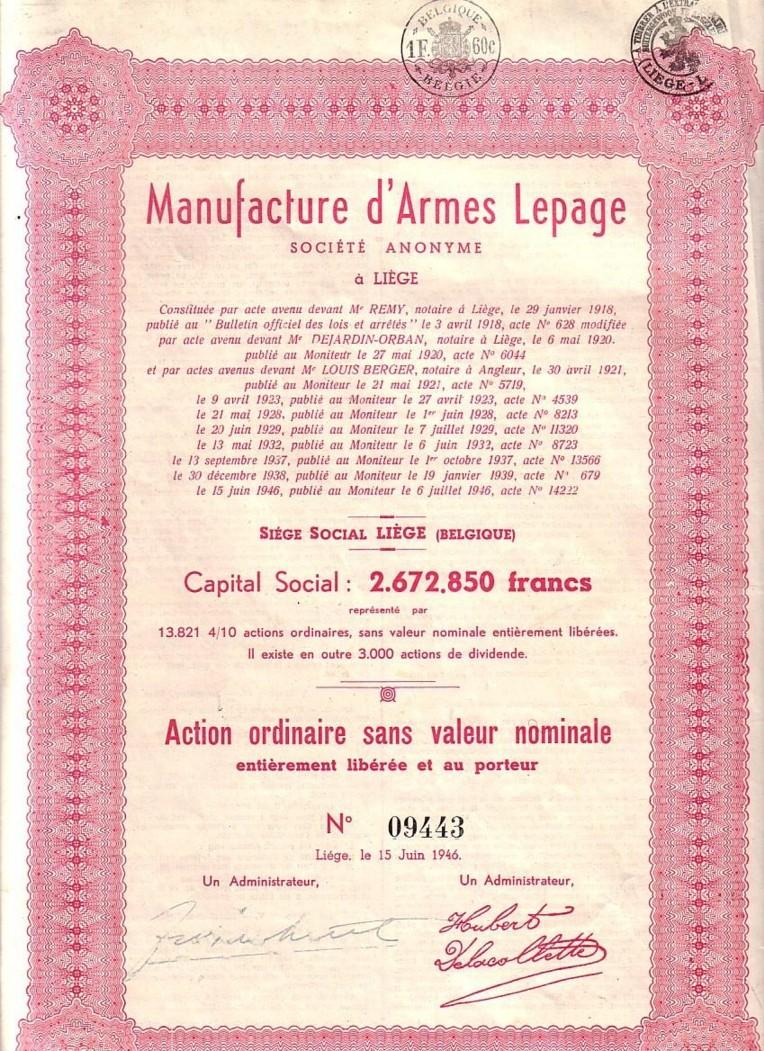 BELGIQUE
1F. 60c
BELGIE
A TIMBRER A L'EXTRA
LIEGE - 1.
Manufacture d'Armes Lepage
SOCIÉTÉ ANONYME
à LIÈGE
Constituée par acte avenu devant Mᵉ REMY, notaire à Liège, le 29 janvier 1918,
publié au "Bulletin officiel des lois et arrêtés" le 3 avril 1918, acte Nº 628 modifiée
par acte avenu devant Mᵉ DEJARDIN-ORBAN, notaire à Liège, le 6 mai 1920.
publié au Moniteur le 27 mai 1920, acte Nº 6044
et par actes avenus devant Mᵉ LOUIS BERGER, notaire à Angleur, le 30 avril 1921,
publié au Moniteur le 21 mai 1921, acte Nº 5719,
le 9 avril 1923, publié au Moniteur le 27 avril 1923, acte Nº 4539
le 21 mai 1928, publié au Moniteur le 1ᵉʳ juin 1928, acte Nº 8213
le 20 juin 1929, publié au Moniteur le 7 juillet 1929, acte Nº 11320
le 13 mai 1932, publié au Moniteur le 6 juin 1932, acte Nº 8723
le 13 septembre 1937, publié au Moniteur le 1ᵉʳ octobre 1937, acte Nº 13566
le 30 décembre 1938, publié au Moniteur le 19 janvier 1939, acte Nº 679
le 15 juin 1946, publié au Moniteur le 6 juillet 1946, acte Nº 14222
SIÉGE SOCIAL LIÈGE (BELGIQUE)
Capital Social : 2.672.850 francs
représenté par
13.821 4/10 actions ordinaires, sans valeur nominale entièrement libérées.
Il existe en outre 3.000 actions de dividende.
Action ordinaire sans valeur nominale
entièrement libérée et au porteur
Nº 09443
Liége, le 15 Juin 1946.
Un Administrateur, Un Administrateur,
Hubert
Delacollette